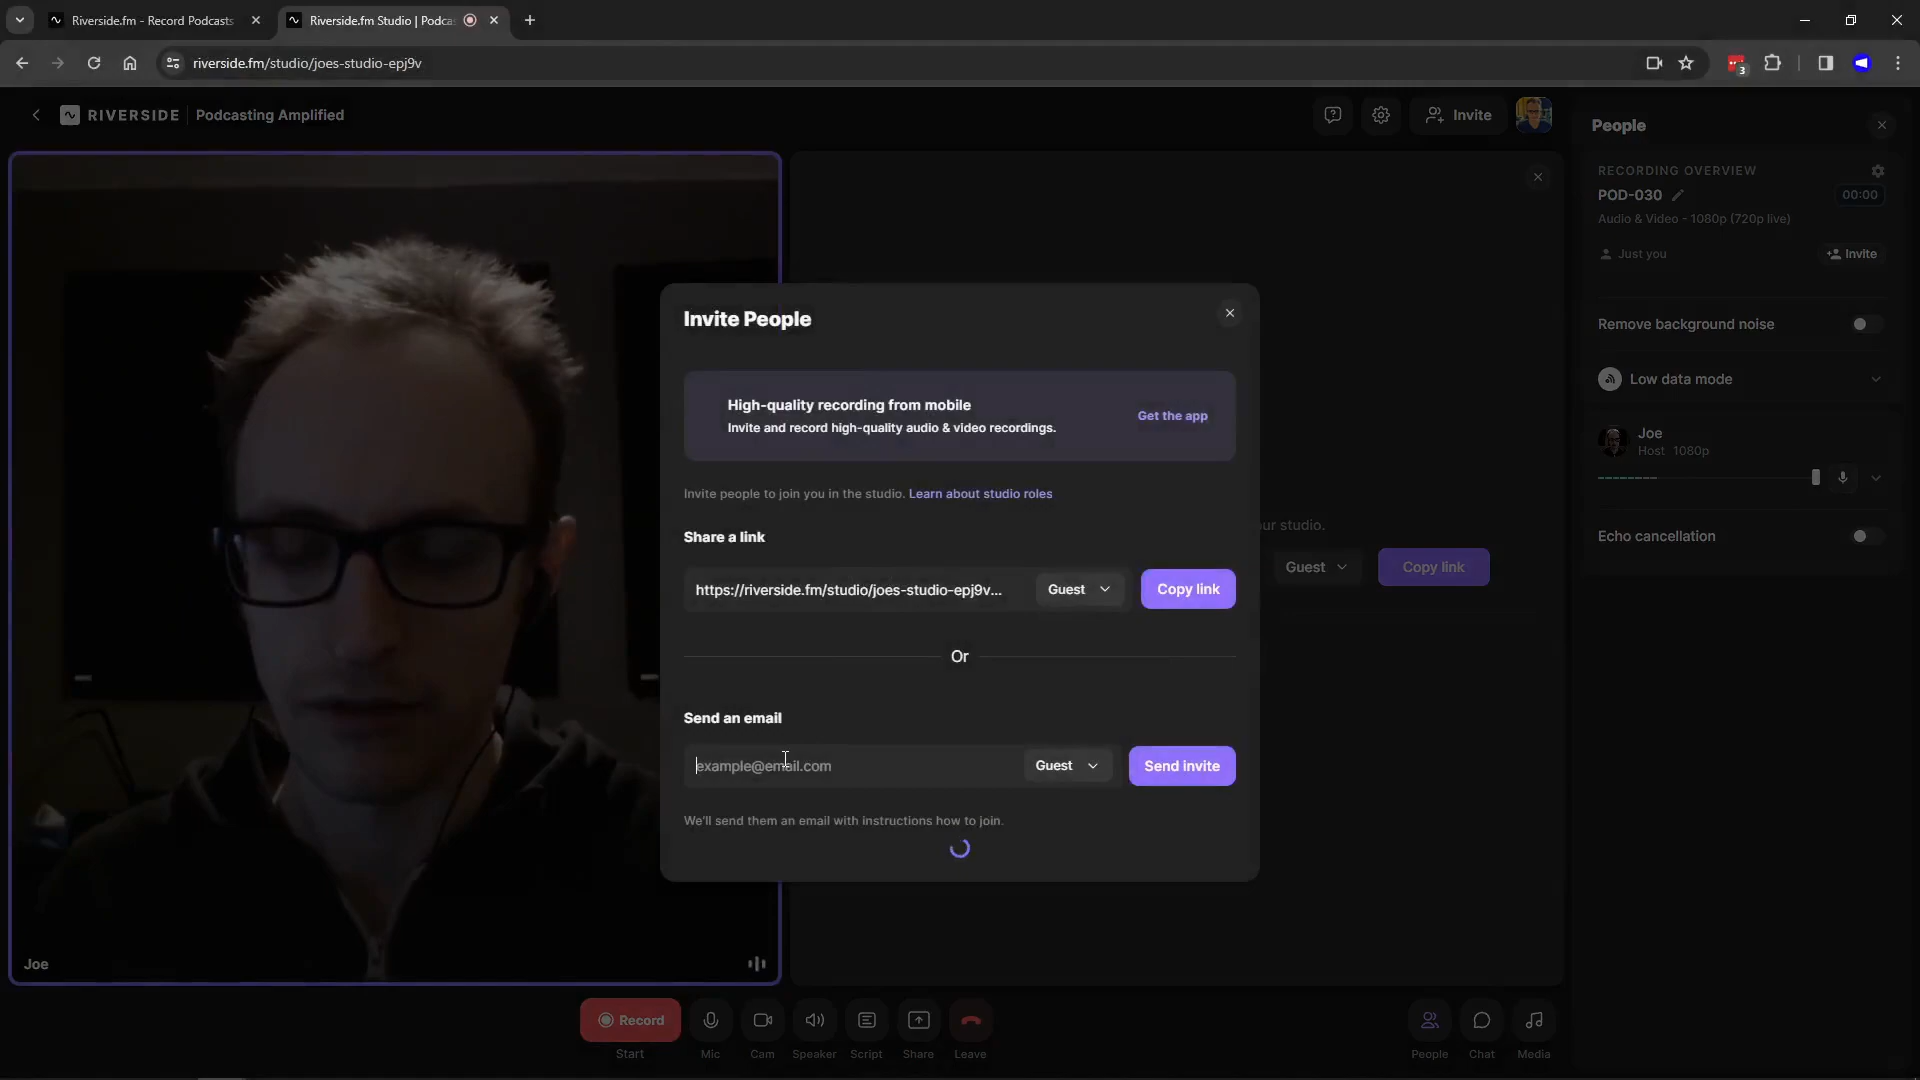 Riverside.fm - Record Podcasts
Riverside.fm Studio | Podca
riverside.fm/studio/joes-studio-epj9v
3
RIVERSIDE
Podcasting Amplified
Invite
People
RECORDING OVERVIEW
POD-030
00:00
Audio & Video - 1080p (720p live)
Just you
Invite
Remove background noise
Low data mode
Joe
Host 1080p
Echo cancellation
our studio.
Guest
Copy link
Invite People
High-quality recording from mobile
Invite and record high-quality audio & video recordings.
Get the app
Invite people to join you in the studio. Learn about studio roles
Share a link
https://riverside.fm/studio/joes-studio-epj9v...
Guest
Copy link
Or
Send an email
example@email.com
Guest
Send invite
We'll send them an email with instructions how to join.
Joe
Record
Start
Mic
Cam
Speaker
Script
Share
Leave
People
Chat
Media